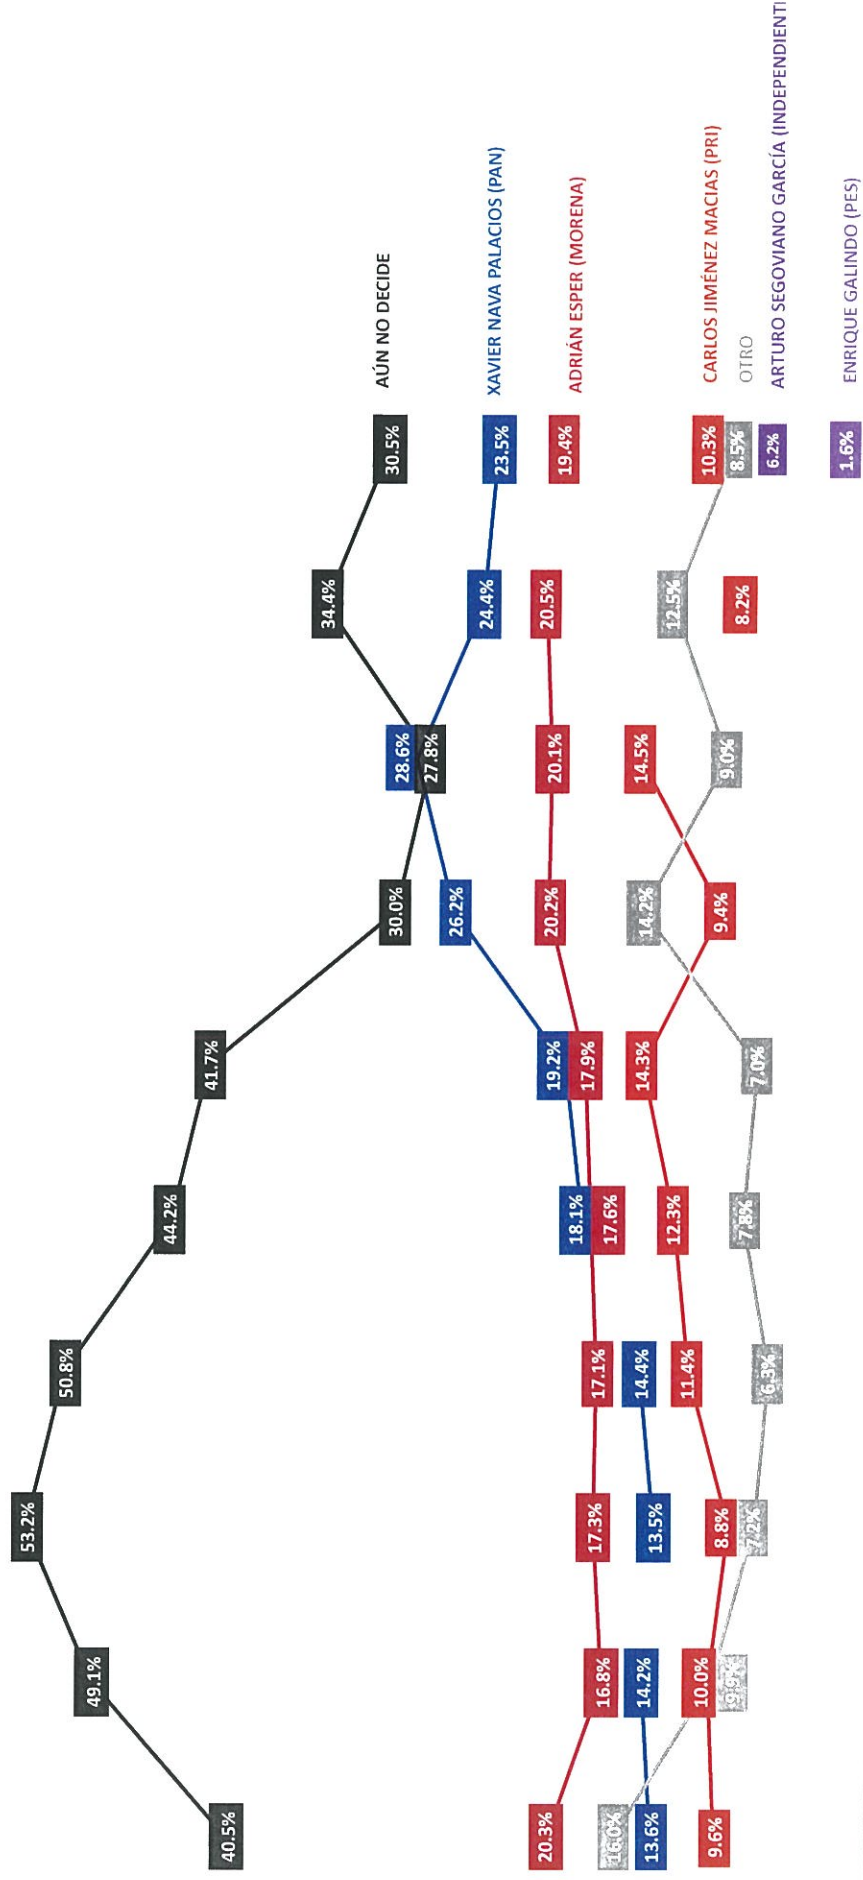 40.5% 49.1% 53.2% 50.8% 44.2% 41.7% 30.0% 27.8% 34.4% 30.5% AÚN NO DECIDE
13.6% 14.2% 13.5% 14.4% 18.1% 19.2% 26.2% 28.6% 24.4% 23.5% XAVIER NAVA PALACIOS (PAN)
20.3% 16.8% 17.3% 17.1% 17.6% 17.9% 20.2% 20.1% 20.5% 19.4% ADRIÁN ESPER (MORENA)
9.6% 10.0% 8.8% 11.4% 12.3% 14.3% 9.4% 14.5% 8.2% 10.3% CARLOS JIMÉNEZ MACIAS (PRI)
16.0% 9.9% 7.2% 6.3% 7.8% 7.0% 14.2% 9.0% 12.5% 8.5% OTRO
6.2% ARTURO SEGOVIANO GARCÍA (INDEPENDIENT
1.6% ENRIQUE GALINDO (PES)